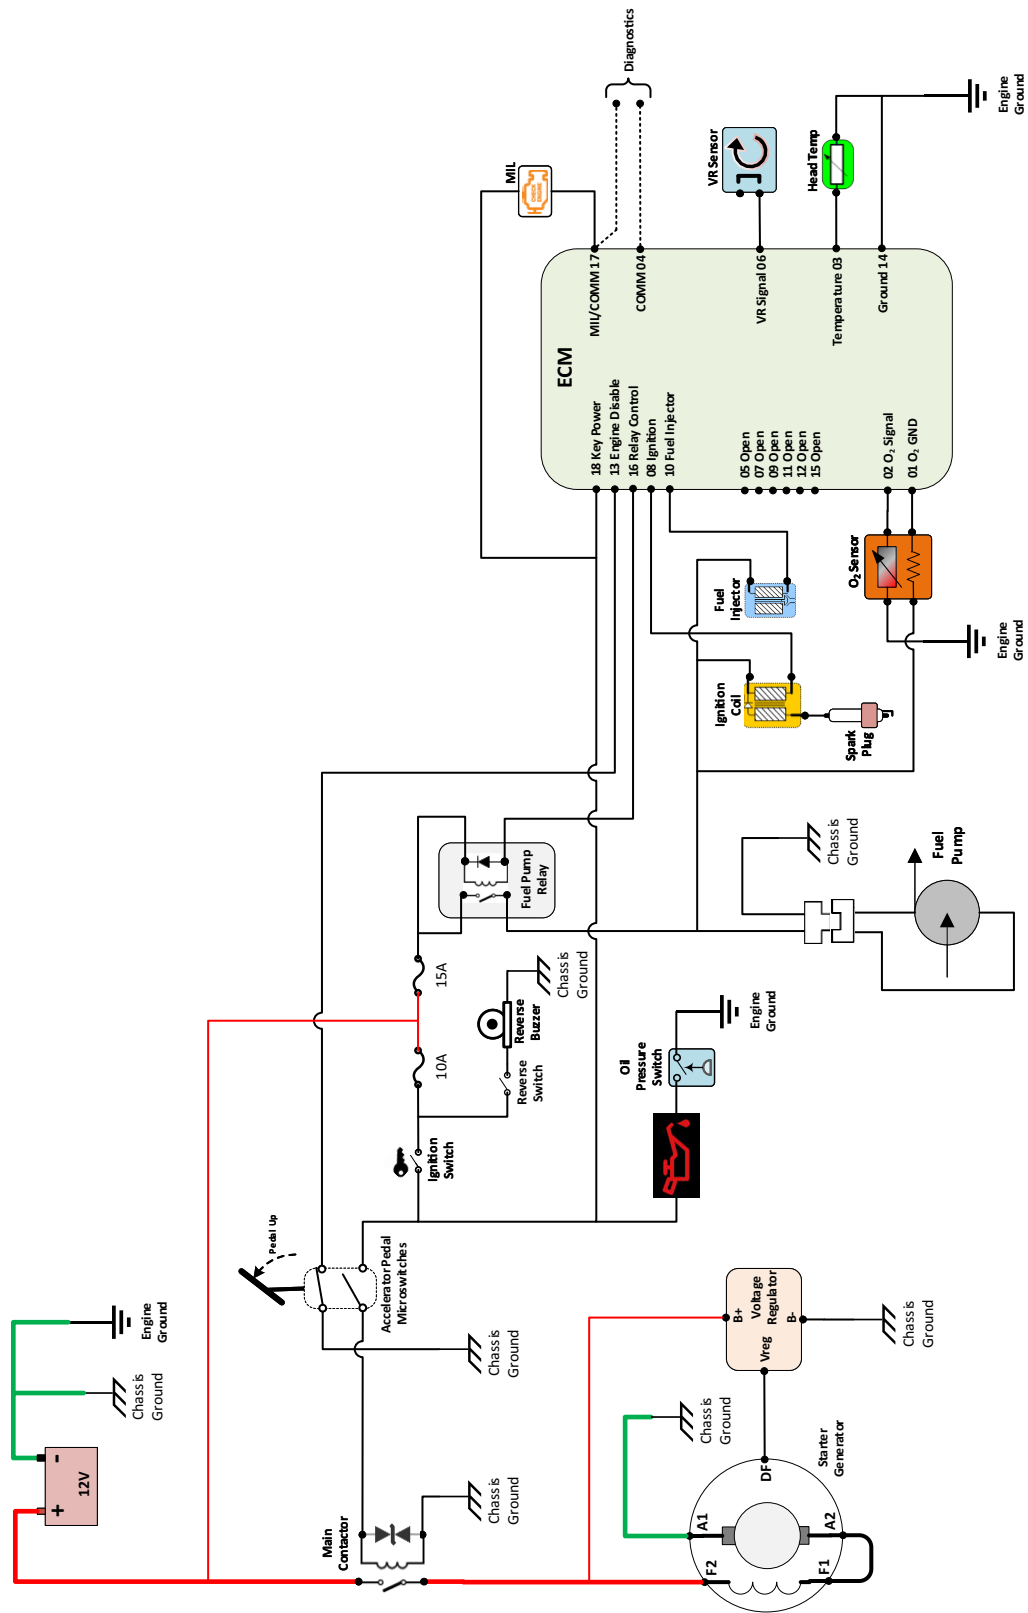 Diagnostics
MIL
CHECK
ENGINE
VR Sensor
Head Temp
Engine
Ground
ECM
MIL/COMM 17
COMM 04
VR Signal 06
Temperature 03
Ground 14
18 Key Power
13 Engine Disable
16 Relay Control
08 Ignition
10 Fuel Injector
05 Open
07 Open
09 Open
11 Open
12 Open
15 Open
02 O₂ Signal
01 O₂ GND
O₂ Sensor
Engine
Ground
Fuel
Injector
Ignition
Coil
Spark
Plug
Fuel Pump
Relay
Chassis
Ground
Fuel
Pump
15A
10A
Reverse
Buzzer
Chassis
Ground
Reverse
Switch
Ignition
Switch
Oil
Pressure
Switch
Engine
Ground
Pedal Up
Accelerator Pedal
Microswitches
Chassis
Ground
Engine
Ground
Chassis
Ground
12V
+
-
Main
Contactor
Chassis
Ground
B+
Voltage
Regulator
Vreg
B-
Chassis
Ground
Chassis
Ground
Starter
Generator
DF
A1
A2
F2
F1